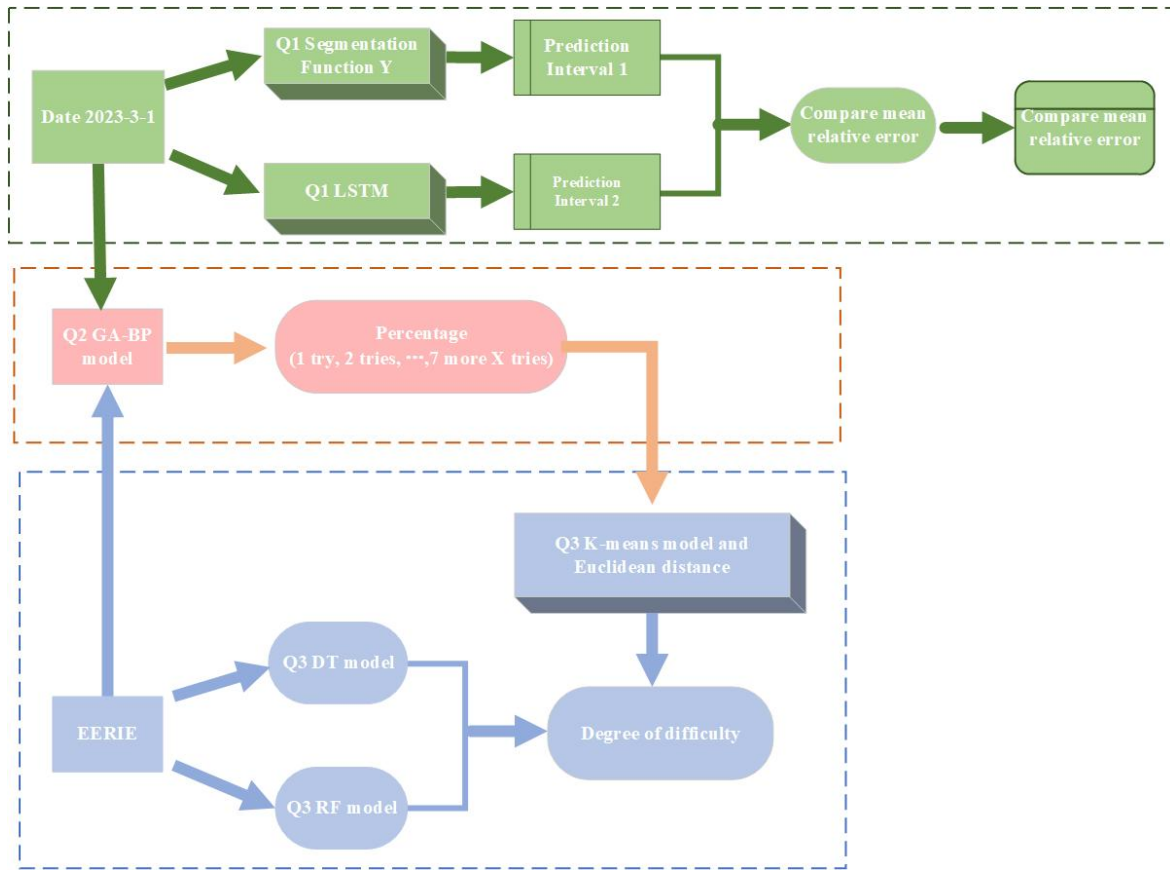 Q1 Segmentation
Function Y
Prediction
Interval 1
Date 2023-3-1
Compare mean
relative error
Compare mean
relative error
Q1 LSTM
Prediction
Interval 2
Q2 GA-BP
model
Percentage
(1 try, 2 tries, ···,7 more X tries)
Q3 K-means model and
Euclidean distance
Q3 DT model
EERIE
Degree of difficulty
Q3 RF model